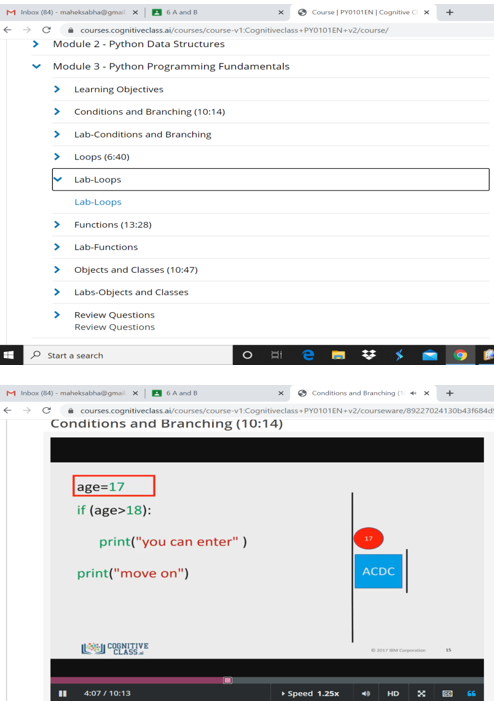 Inbox (84) - maheksabha@gmai
6 A and B
Course | PY0101EN | Cognitive Cl
courses.cognitiveclass.ai/courses/course-v1:Cognitiveclass+PY0101EN+v2/course/
Module 2 - Python Data Structures
Module 3 - Python Programming Fundamentals
Learning Objectives
Conditions and Branching (10:14)
Lab-Conditions and Branching
Loops (6:40)
Lab-Loops
Lab-Loops
Functions (13:28)
Lab-Functions
Objects and Classes (10:47)
Labs-Objects and Classes
Review Questions
Review Questions
Start a search
Inbox (84) - maheksabha@gmai
6 A and B
Conditions and Branching (1
courses.cognitiveclass.ai/courses/course-v1:Cognitiveclass+PY0101EN+v2/courseware/89227024130b43f684d
Conditions and Branching (10:14)
age=17
if (age>18):
print("you can enter" )
print("move on")
17
ACDC
COGNITIVE
CLASS.ai
© 2017 IBM Corporation
4:07 / 10:13
Speed 1.25x
HD